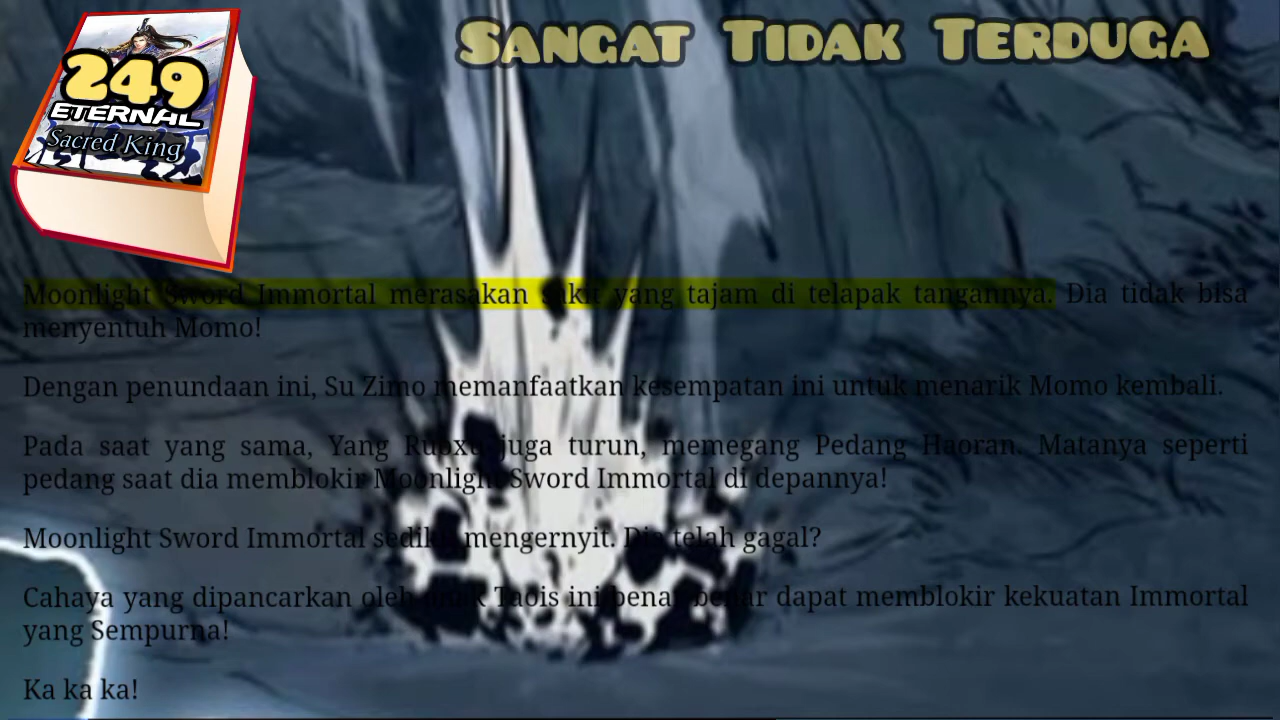 SANGAT TIDAK TERDUGA
249
ETERNAL
Sacred King
Moonlight Sword Immortal merasakan sakit yang tajam di telapak tangannya. Dia tidak bisa
menyentuh Momo!
Dengan penundaan ini, Su Zimo memanfaatkan kesempatan ini untuk menarik Momo kembali.
Pada saat yang sama, Yang Ruoxu juga turun, memegang Pedang Haoran. Matanya seperti
pedang saat dia memblokir Moonlight Sword Immortal di depannya!
Moonlight Sword Immortal sedikit mengernyit. Dia telah gagal?
Cahaya yang dipancarkan oleh anak Taois ini benar-benar dapat memblokir kekuatan Immortal
yang Sempurna!
Ka ka ka!